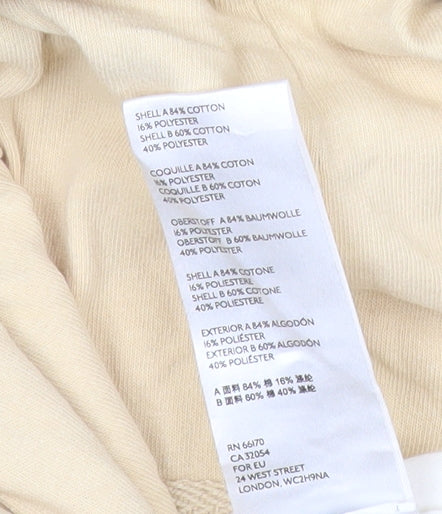 SHELL A 84% COTTON
16% POLYESTER
SHELL B 60% COTTON
40% POLYESTER
COQUILLE A 84% COTON
16% POLYESTER
COQUILLE B 60% COTON
40% POLYESTER
OBERSTOFF A 84% BAUMWOLLE
16% POLYESTER
OBERSTOFF B 60% BAUMWOLLE
40% POLYESTER
SHELL A 84% COTONE
16% POLIESTERE
SHELL B 60% COTONE
40% POLIESTERE
EXTERIOR A 84% ALGODÓN
16% POLIÉSTER
EXTERIOR B 60% ALGODÓN
40% POLIÉSTER
A 面料 84% 棉 16% 涤纶
B 面料 60% 棉 40% 涤纶
RN 66170
CA 32054
FOR EU
24 WEST STREET
LONDON, WC2H9NA